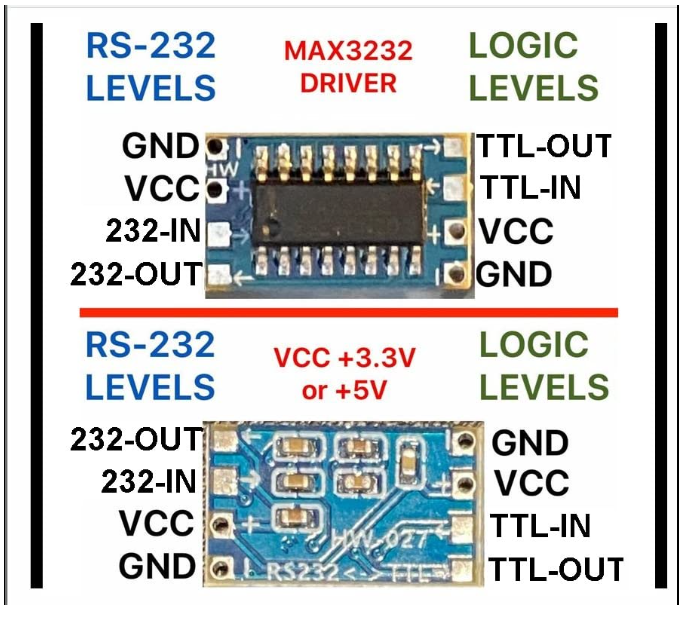 RS-232 MAX3232 LOGIC
LEVELS DRIVER LEVELS
GND TTL-OUT
HW
VCC TTL-IN
232-IN VCC
232-OUT GND
RS-232 VCC +3.3V LOGIC
LEVELS or +5V LEVELS
232-OUT GND
232-IN VCC
VCC TTL-IN
HW-027
GND TTL-OUT
RS232<->TTL